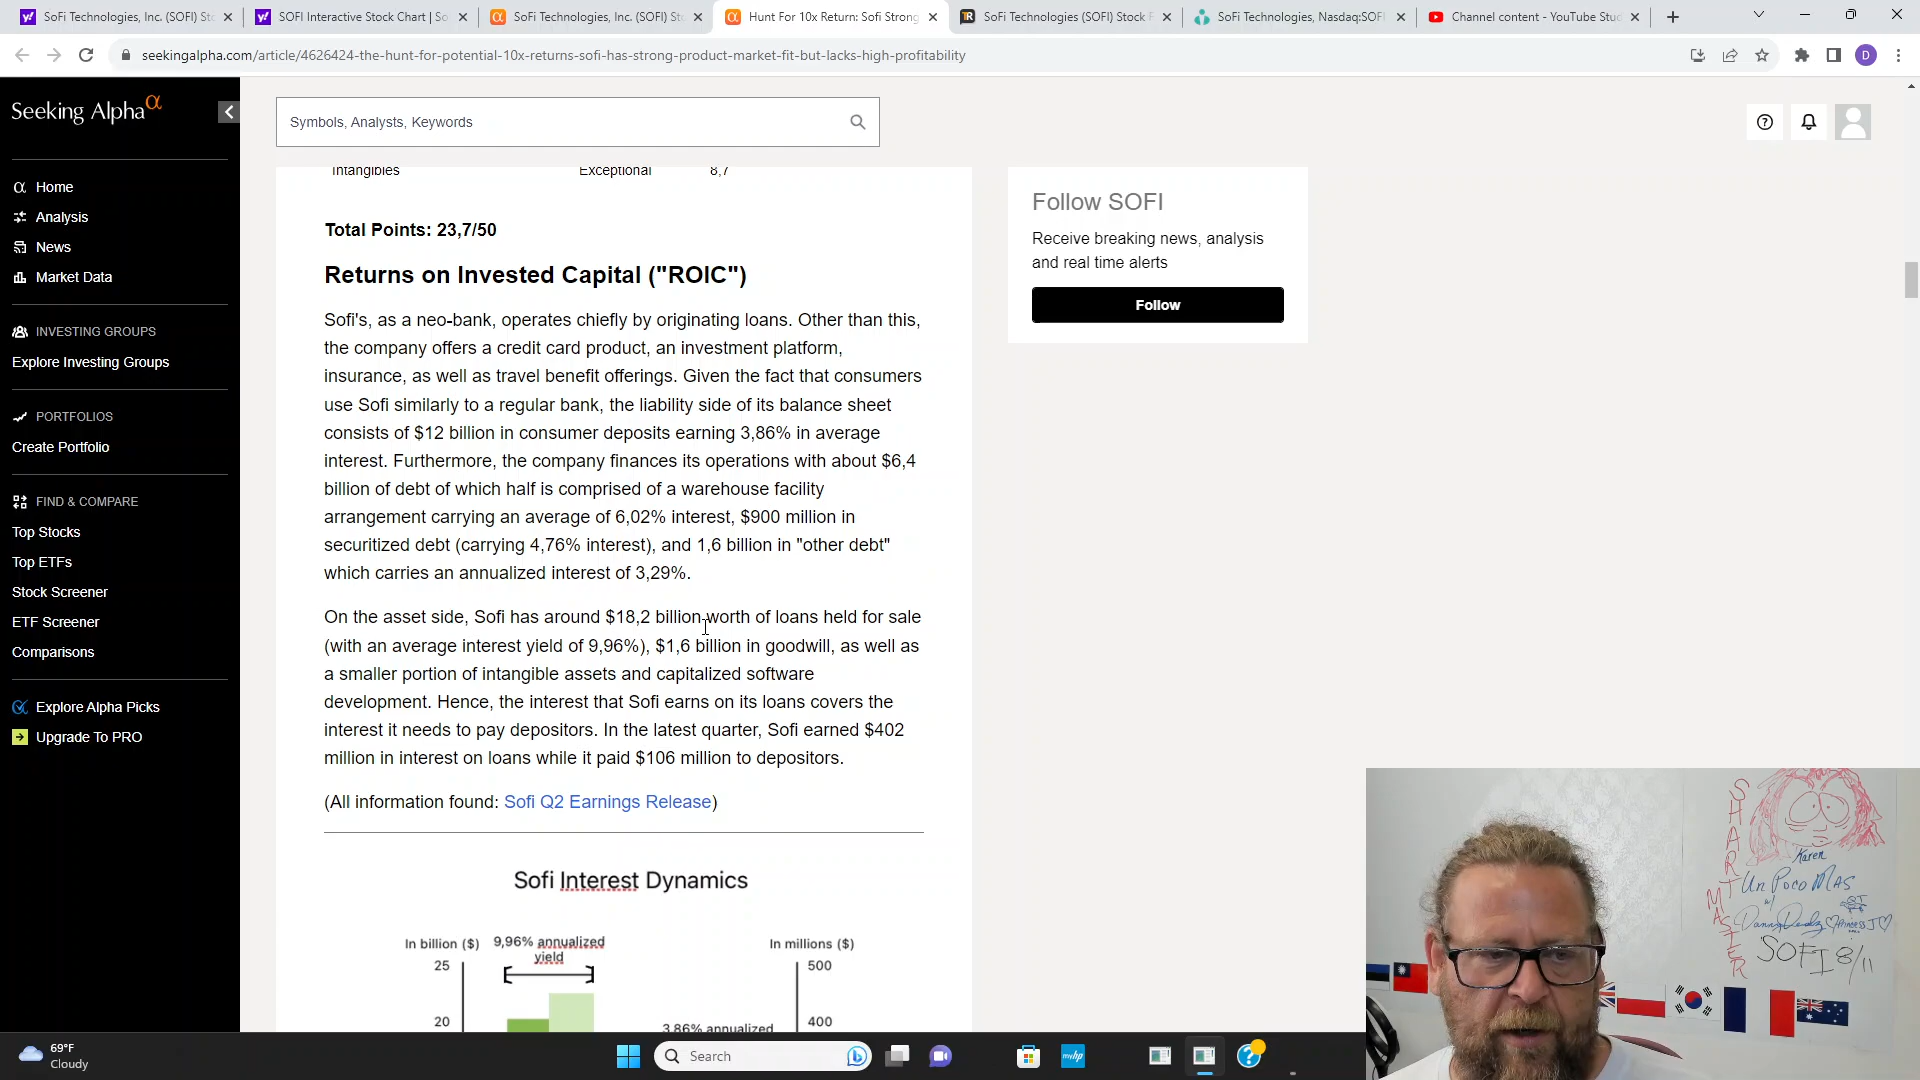 SoFi Technologies, Inc. (SOFI) St
SOFI Interactive Stock Chart | So
SoFi Technologies, Inc. (SOFI) St
Hunt For 10x Return: Sofi Strong
SoFi Technologies (SOFI) Stock F
SoFi Technologies, Nasdaq:SOFI
Channel content - YouTube Stud
seekingalpha.com/article/4626424-the-hunt-for-potential-10x-returns-sofi-has-strong-product-market-fit-but-lacks-high-profitability
D
Seeking Alpha α
Symbols, Analysts, Keywords
Home
Analysis
News
Market Data
INVESTING GROUPS
Explore Investing Groups
PORTFOLIOS
Create Portfolio
FIND & COMPARE
Top Stocks
Top ETFs
Stock Screener
ETF Screener
Comparisons
Explore Alpha Picks
Upgrade To PRO
Intangibles Exceptional 8,7
Total Points: 23,7/50
Returns on Invested Capital ("ROIC")
Sofi's, as a neo-bank, operates chiefly by originating loans. Other than this,
the company offers a credit card product, an investment platform,
insurance, as well as travel benefit offerings. Given the fact that consumers
use Sofi similarly to a regular bank, the liability side of its balance sheet
consists of $12 billion in consumer deposits earning 3,86% in average
interest. Furthermore, the company finances its operations with about $6,4
billion of debt of which half is comprised of a warehouse facility
arrangement carrying an average of 6,02% interest, $900 million in
securitized debt (carrying 4,76% interest), and 1,6 billion in "other debt"
which carries an annualized interest of 3,29%.
On the asset side, Sofi has around $18,2 billion worth of loans held for sale
(with an average interest yield of 9,96%), $1,6 billion in goodwill, as well as
a smaller portion of intangible assets and capitalized software
development. Hence, the interest that Sofi earns on its loans covers the
interest it needs to pay depositors. In the latest quarter, Sofi earned $402
million in interest on loans while it paid $106 million to depositors.
(All information found: Sofi Q2 Earnings Release)
Sofi Interest Dynamics
In billion ($)
9,96% annualized
yield
In millions ($)
25
500
20
3,86% annualized
400
Follow SOFI
Receive breaking news, analysis
and real time alerts
Follow
SHART MASTER
Karen
Un Poco Mas
w/
Princess J
SOFI 8/11
69°F
Cloudy
Search
myhp